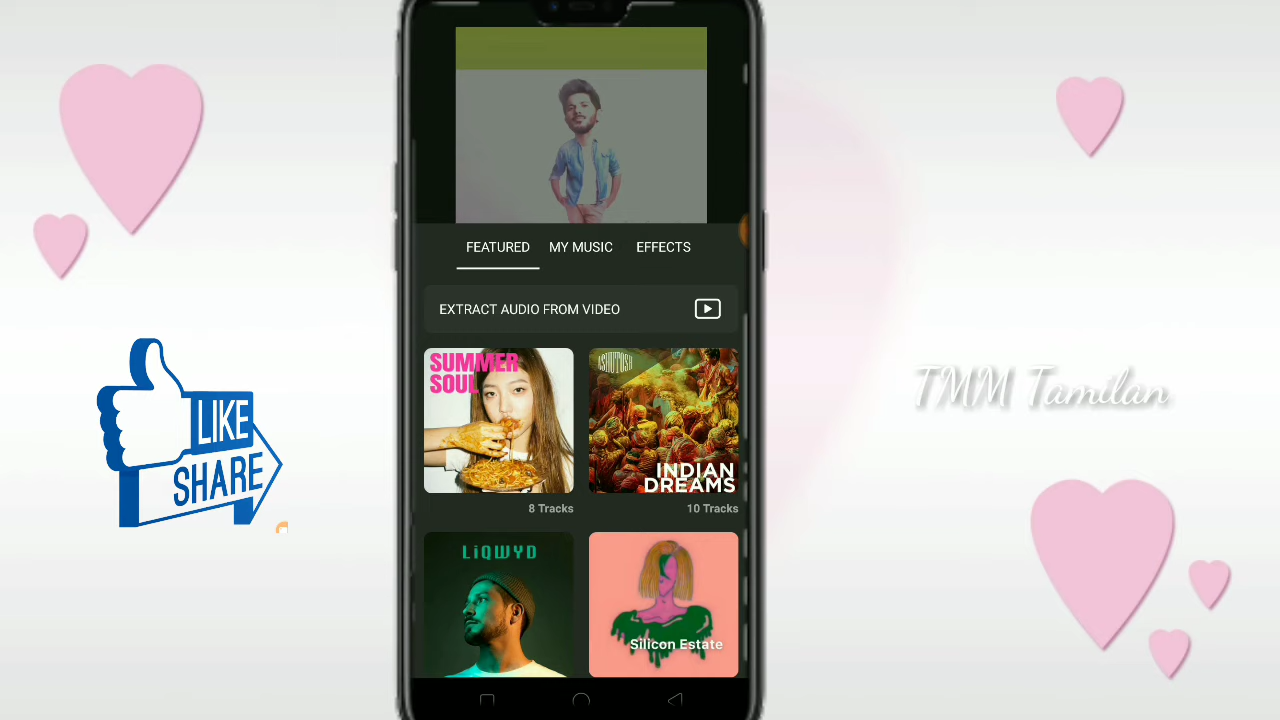 FEATURED MY MUSIC EFFECTS
EXTRACT AUDIO FROM VIDEO
SUMMER
SOUL
ASHUTOSH
INDIAN
DREAMS
8 Tracks
10 Tracks
LiQWYD
Silicon Estate
LIKE
SHARE
TMM Tamilan